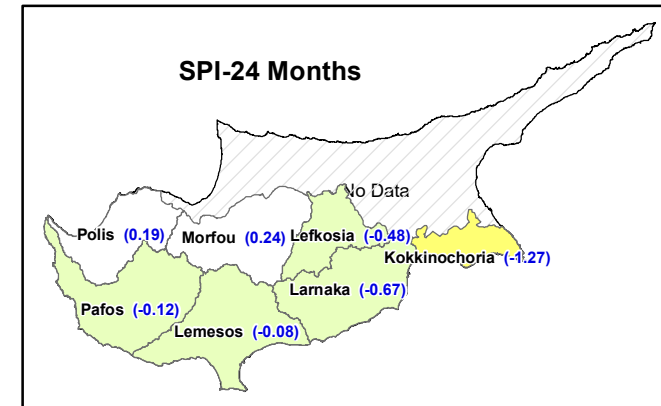 SPI-24 Months
No Data
Polis (0.19)
Morfou (0.24)
Lefkosia (-0.48)
Kokkinochoria (-1.27)
Larnaka (-0.67)
Pafos (-0.12)
Lemesos (-0.08)